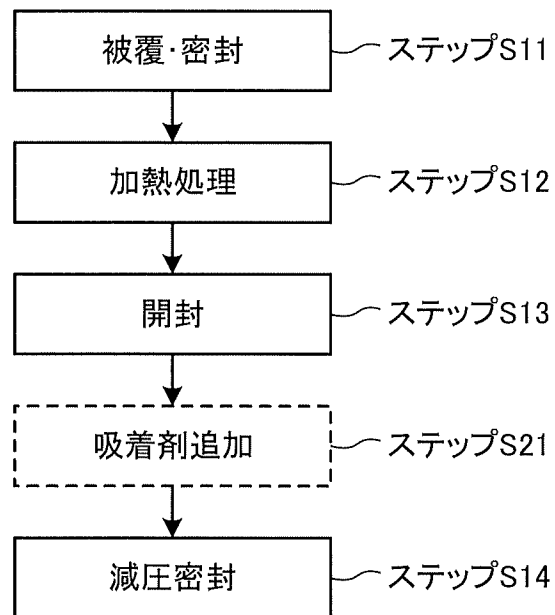 被覆・密封 ステップS11
加熱処理 ステップS12
開封 ステップS13
吸着剤追加 ステップS21
減圧密封 ステップS14